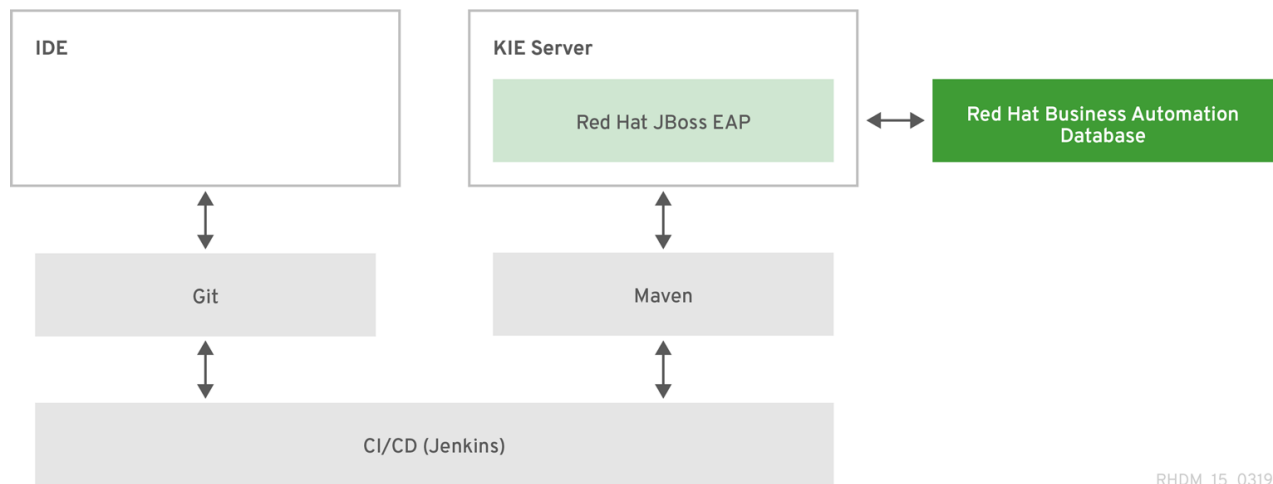 IDE
KIE Server
Red Hat JBoss EAP
Red Hat Business Automation
Database
Git
Maven
CI/CD (Jenkins)
RHDM_15_0319